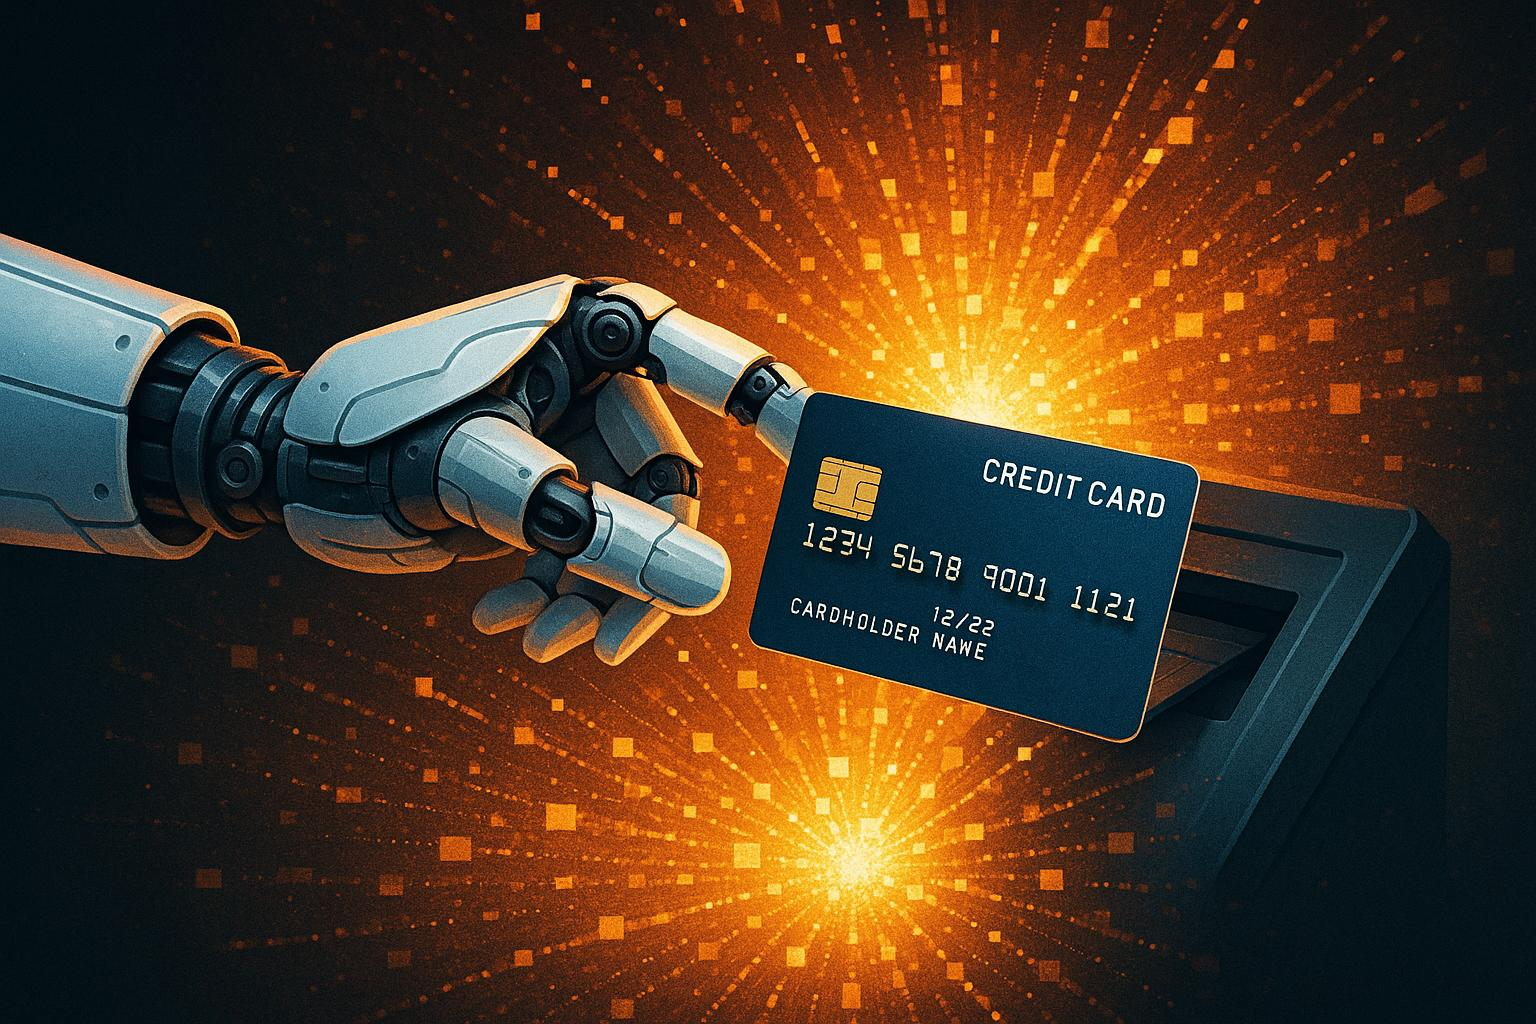 CREDIT CARD
1234 5678 9001 1121
12/22
CARDHOLDER NAWE